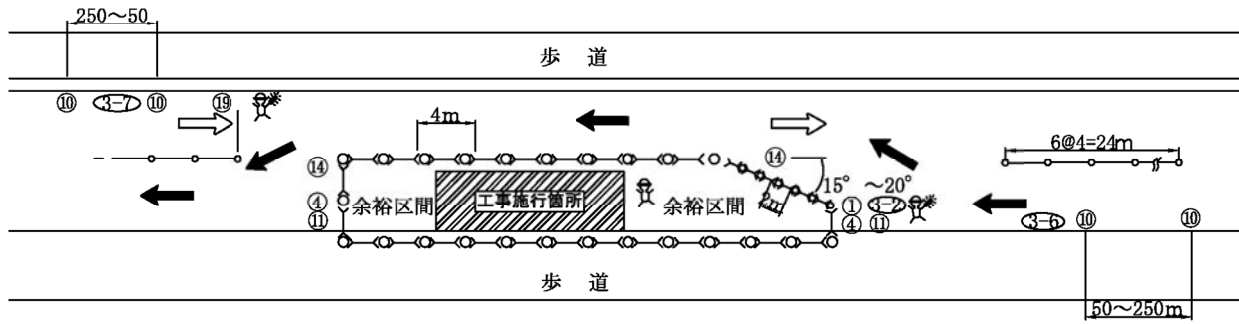 250～50
歩 道
⑩ 3-7 ⑩ ⑲
4m
6@4=24m
⑭
⑭
15° ～20°
2m
④ 余裕区間 工事施行箇所 余裕区間 ① 3-2
⑪
④ ⑪
3-6 ⑩ ⑩
歩 道
50～250m